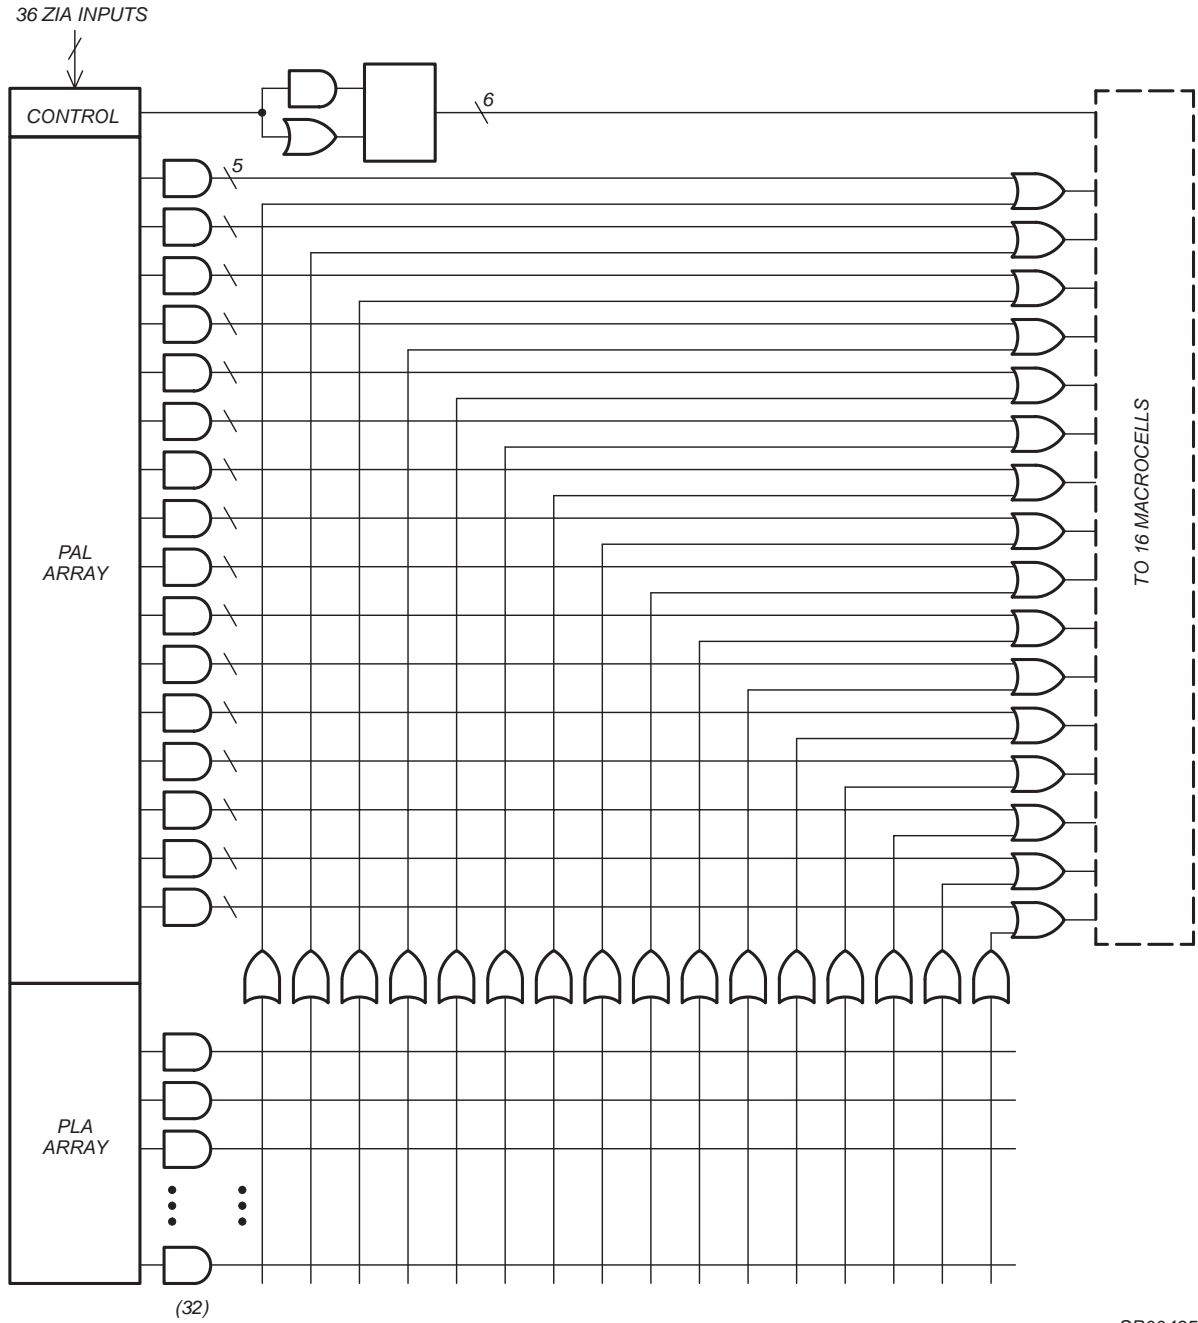 36 ZIA INPUTS
CONTROL
6
5
PAL
ARRAY
TO 16 MACROCELLS
PLA
ARRAY
(32)